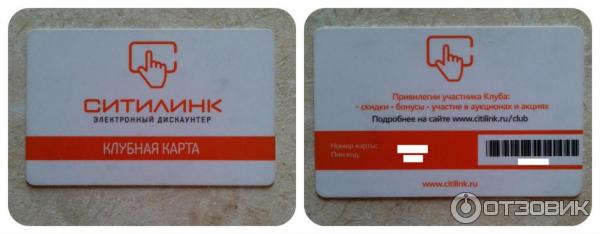 СИТИЛИНК
ЭЛЕКТРОННЫЙ ДИСКАУНТЕР
КЛУБНАЯ КАРТА
Привилегии участника Клуба:
• скидки • бонусы • участие в аукционах и акциях
Подробнее на сайте www.citilink.ru/club
Номер карты:
Пин код:
www.citilink.ru
ОТЗОВИК